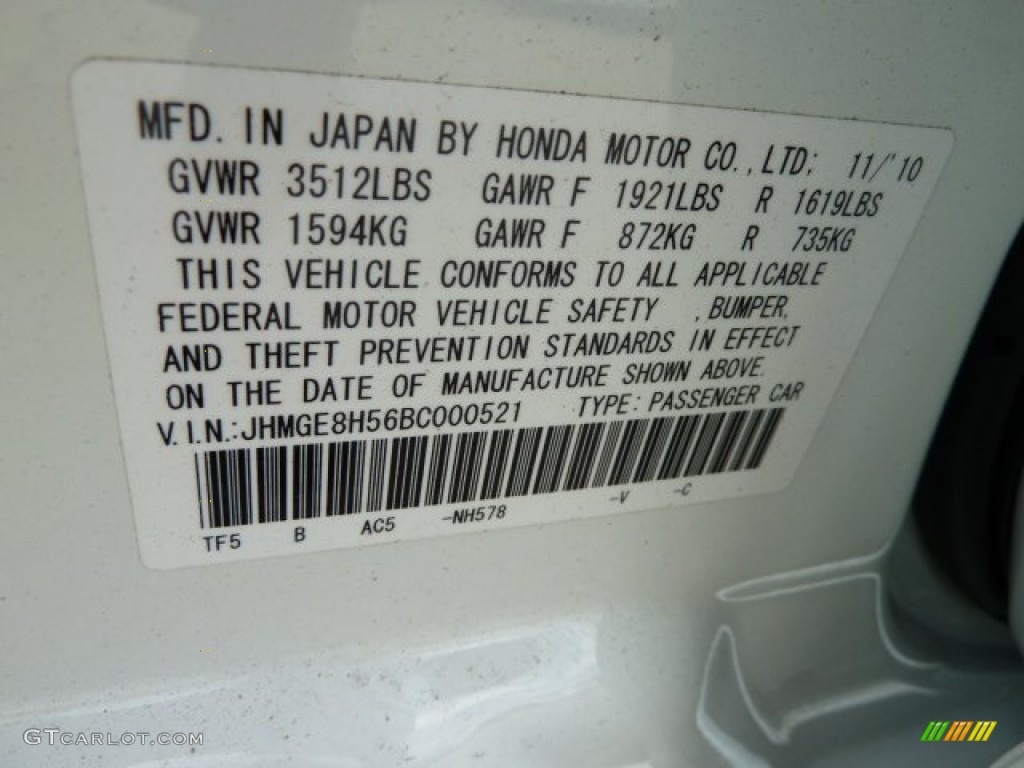 MFD. IN JAPAN BY HONDA MOTOR CO., LTD; 11/'10
GVWR 3512LBS GAWR F 1921LBS R 1619LBS
GVWR 1594KG GAWR F 872KG R 735KG
THIS VEHICLE CONFORMS TO ALL APPLICABLE
FEDERAL MOTOR VEHICLE SAFETY , BUMPER,
AND THEFT PREVENTION STANDARDS IN EFFECT
ON THE DATE OF MANUFACTURE SHOWN ABOVE.
V.I.N.:JHMGE8H56BC000521 TYPE: PASSENGER CAR
TF5 B AC5 -NH578 -V -C
GTCARLOT.COM